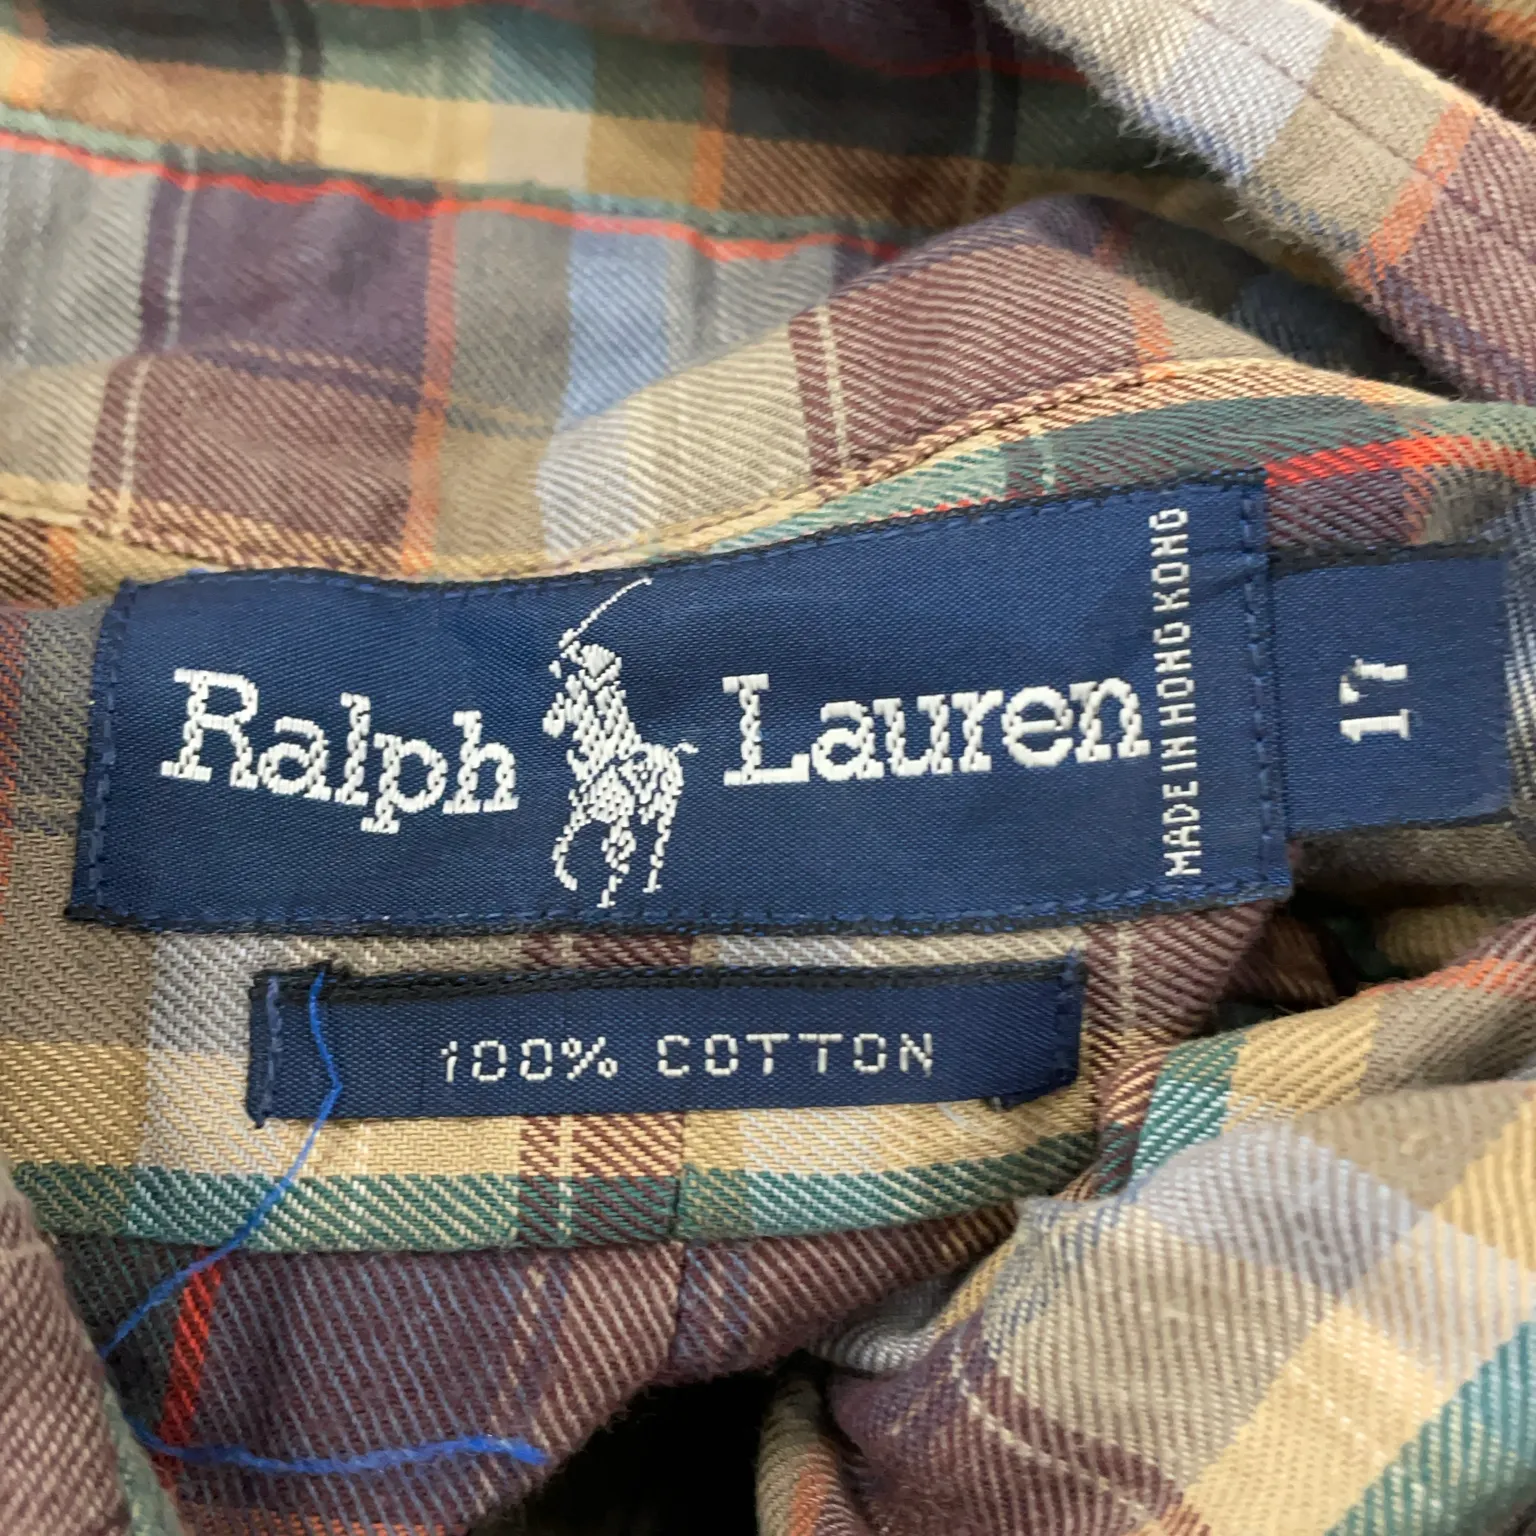 Ralph Lauren
MADE IN HONG KONG
17
100% COTTON